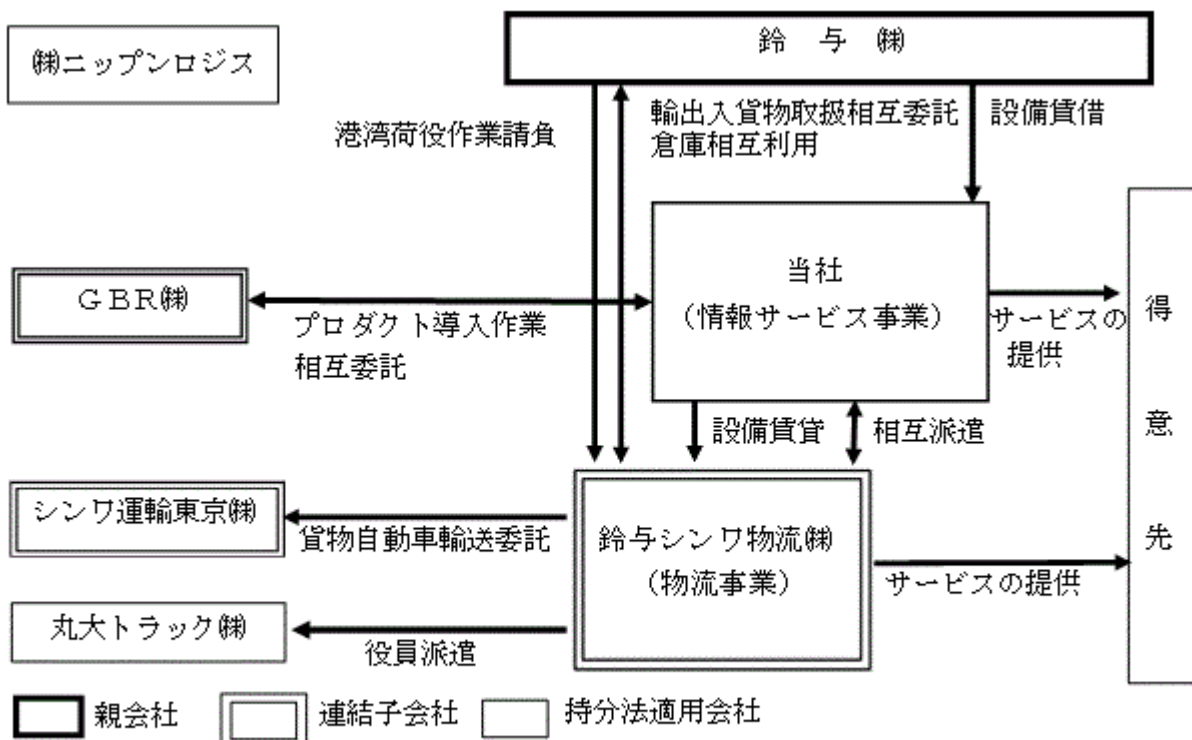 鈴 与 ㈱
㈱ニップンロジス
港湾荷役作業請負
輸出入貨物取扱相互委託
倉庫相互利用
設備賃借
当社
(情報サービス事業)
GBR㈱
プロダクト導入作業
相互委託
サービスの
提供
得意先
設備賃貸
相互派遣
シンワ運輸東京㈱
貨物自動車輸送委託
鈴与シンワ物流㈱
(物流事業)
サービスの提供
丸大トラック㈱
役員派遣
親会社
連結子会社
持分法適用会社